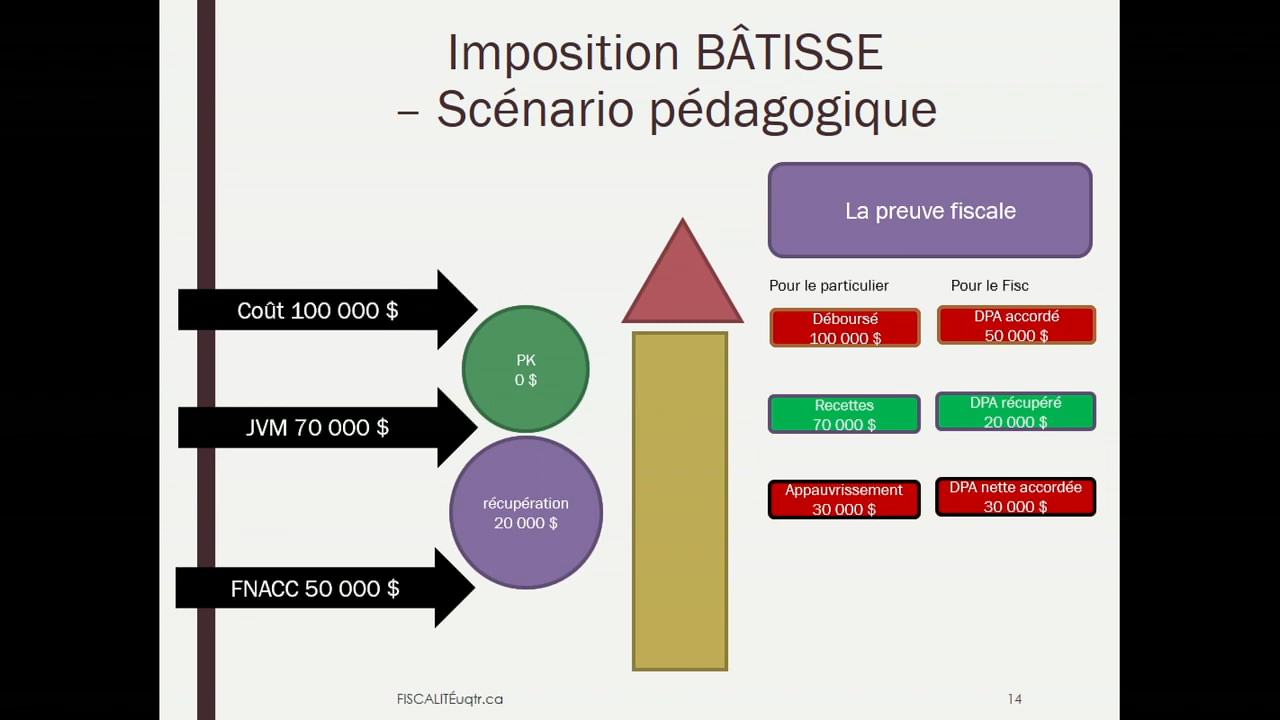 Imposition BÂTISSE
– Scénario pédagogique
La preuve fiscale
Pour le particulier
Pour le Fisc
Coût 100 000 $
Déboursé
100 000 $
DPA accordé
50 000 $
PK
0 $
JVM 70 000 $
Recettes
70 000 $
DPA récupéré
20 000 $
récupération
20 000 $
Appauvrissement
30 000 $
DPA nette accordée
30 000 $
FNACC 50 000 $
FISCALITÉuqtr.ca
14